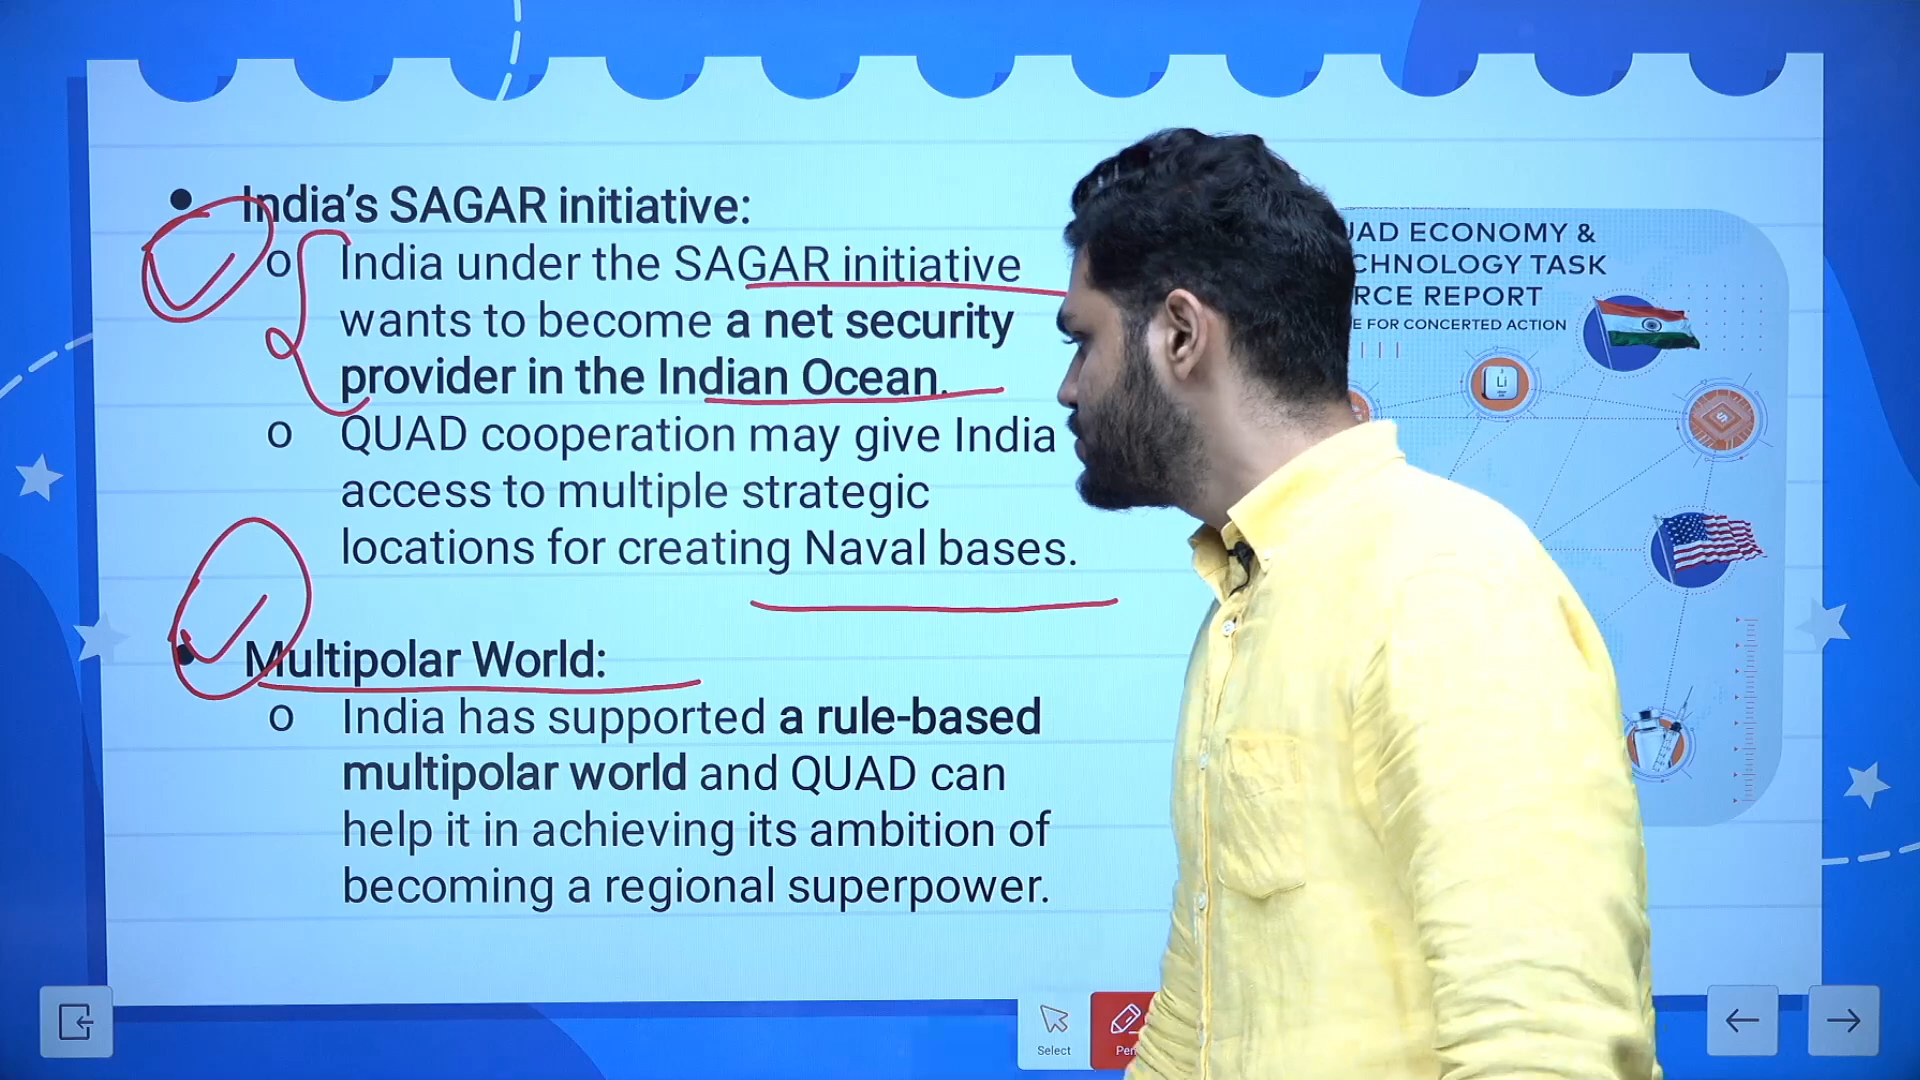 India's SAGAR initiative:
o India under the SAGAR initiative
wants to become a net security
provider in the Indian Ocean.
o QUAD cooperation may give India
access to multiple strategic
locations for creating Naval bases.
Multipolar World:
o India has supported a rule-based
multipolar world and QUAD can
help it in achieving its ambition of
becoming a regional superpower.
ECONOMY &
TASK
REPORT
FOR CONCERTED ACTION
Li
S
Select